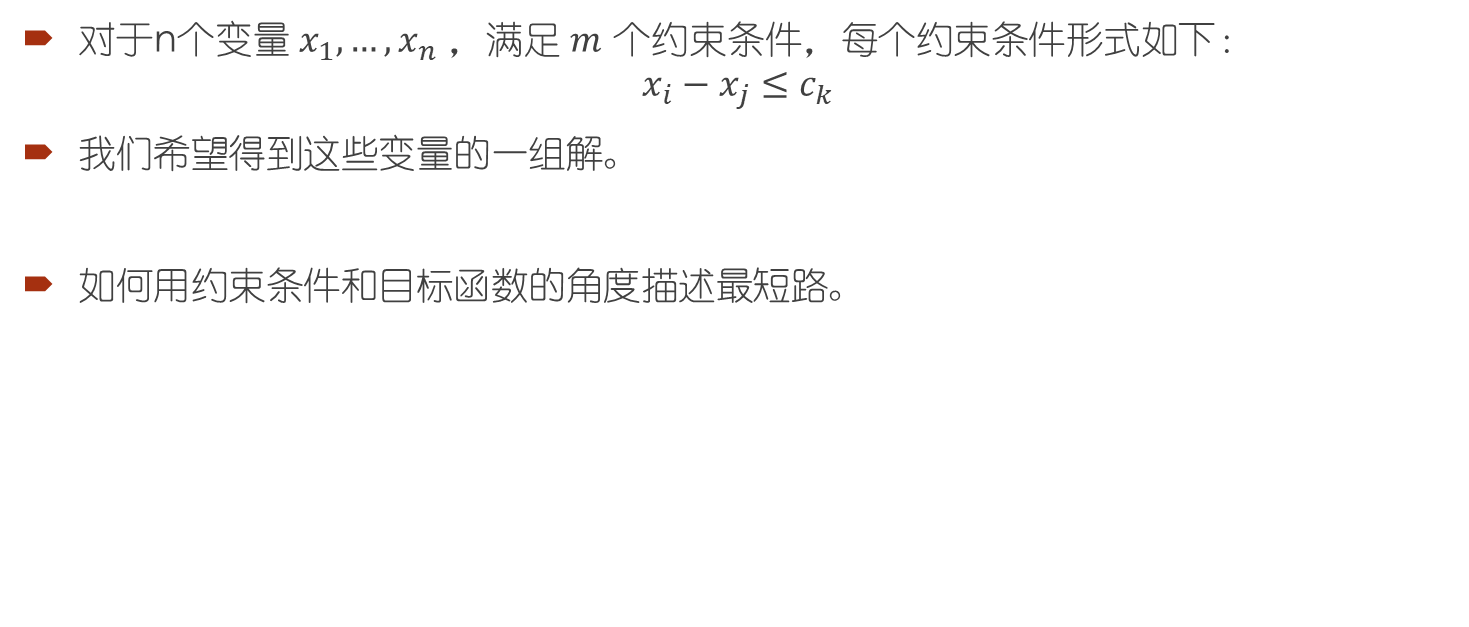 对于n个变量 x₁, … , xₙ ，满足 m 个约束条件，每个约束条件形式如下：
xᵢ − xⱼ ≤ cₖ
我们希望得到这些变量的一组解。
如何用约束条件和目标函数的角度描述最短路。